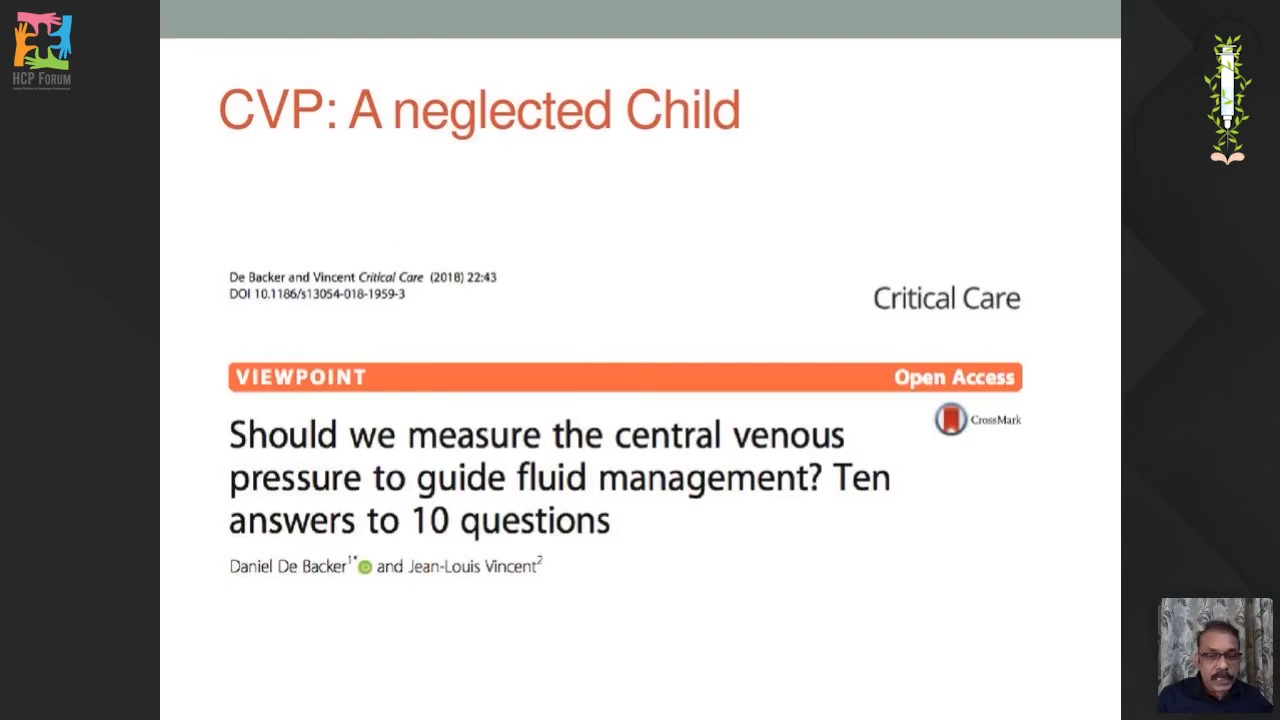 HCP FORUM
CVP: A neglected Child
De Backer and Vincent Critical Care (2018) 22:43
DOI 10.1186/s13054-018-1959-3
Critical Care
VIEWPOINT
Open Access
CrossMark
Should we measure the central venous
pressure to guide fluid management? Ten
answers to 10 questions
Daniel De Backer1* and Jean-Louis Vincent2